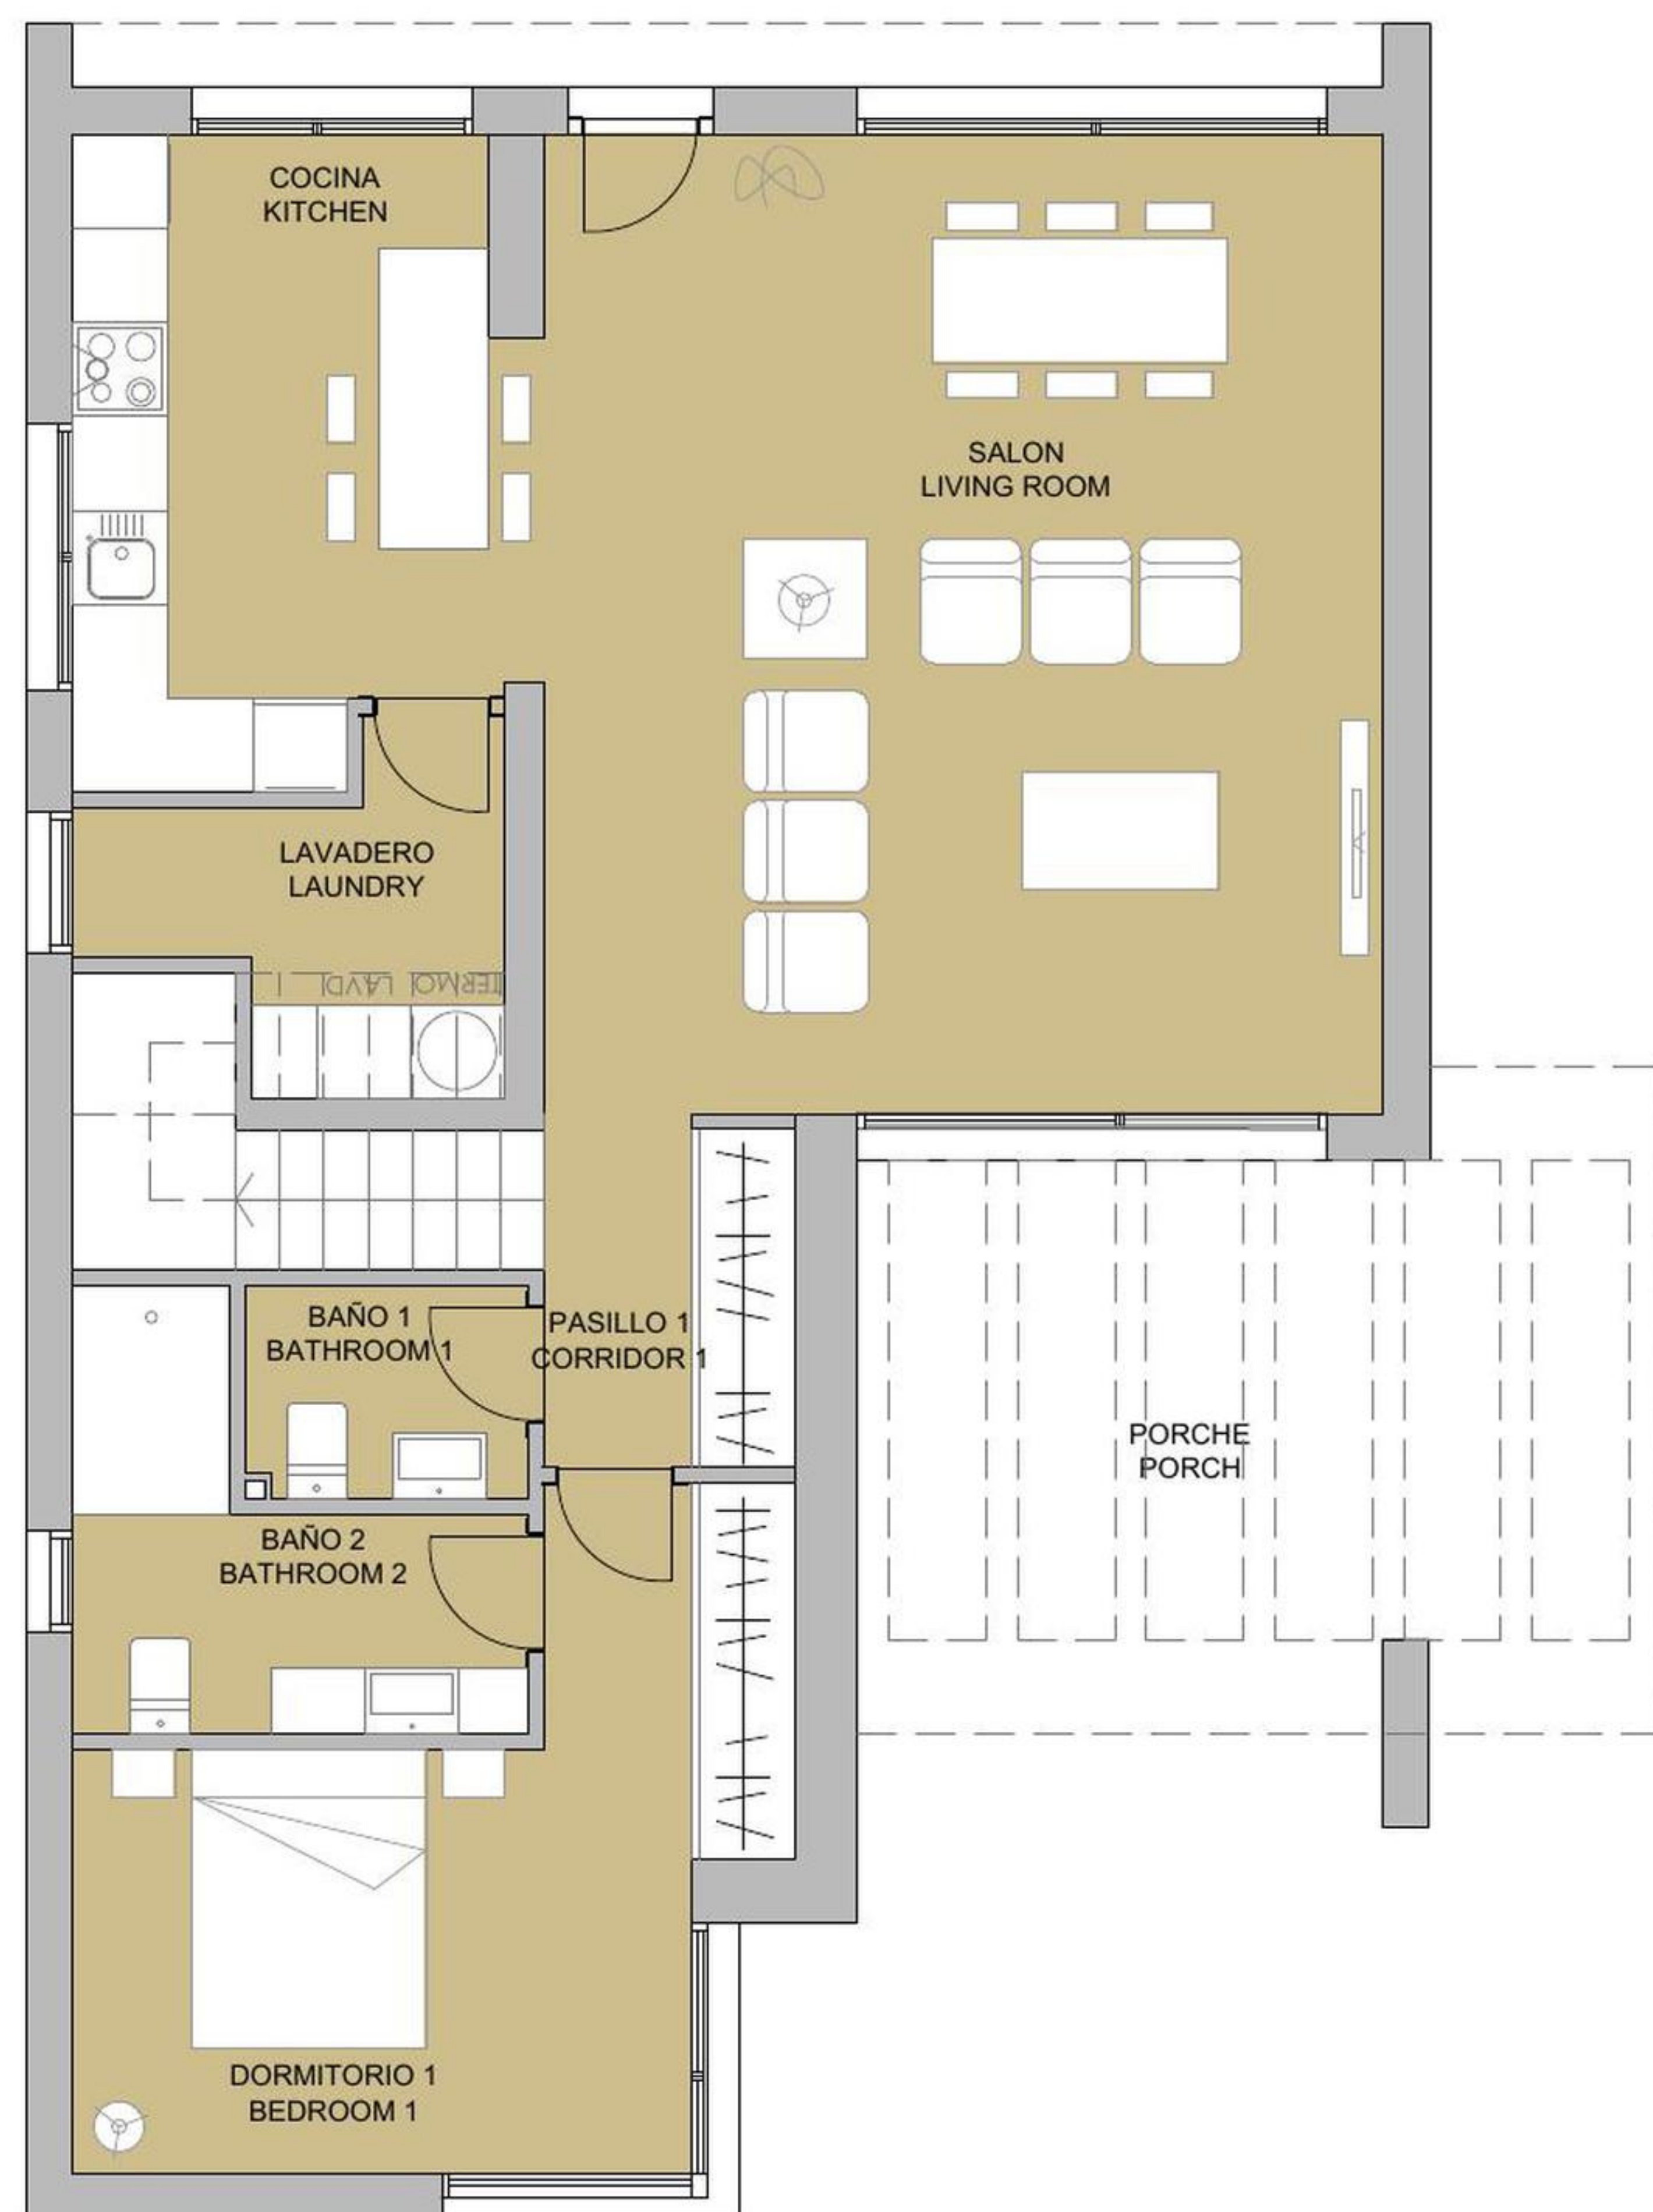 COCINA
KITCHEN
SALON
LIVING ROOM
LAVADERO
LAUNDRY
LAVD
TERMO
BAÑO 1
BATHROOM 1
PASILLO 1
CORRIDOR 1
PORCHE
PORCH
BAÑO 2
BATHROOM 2
DORMITORIO 1
BEDROOM 1